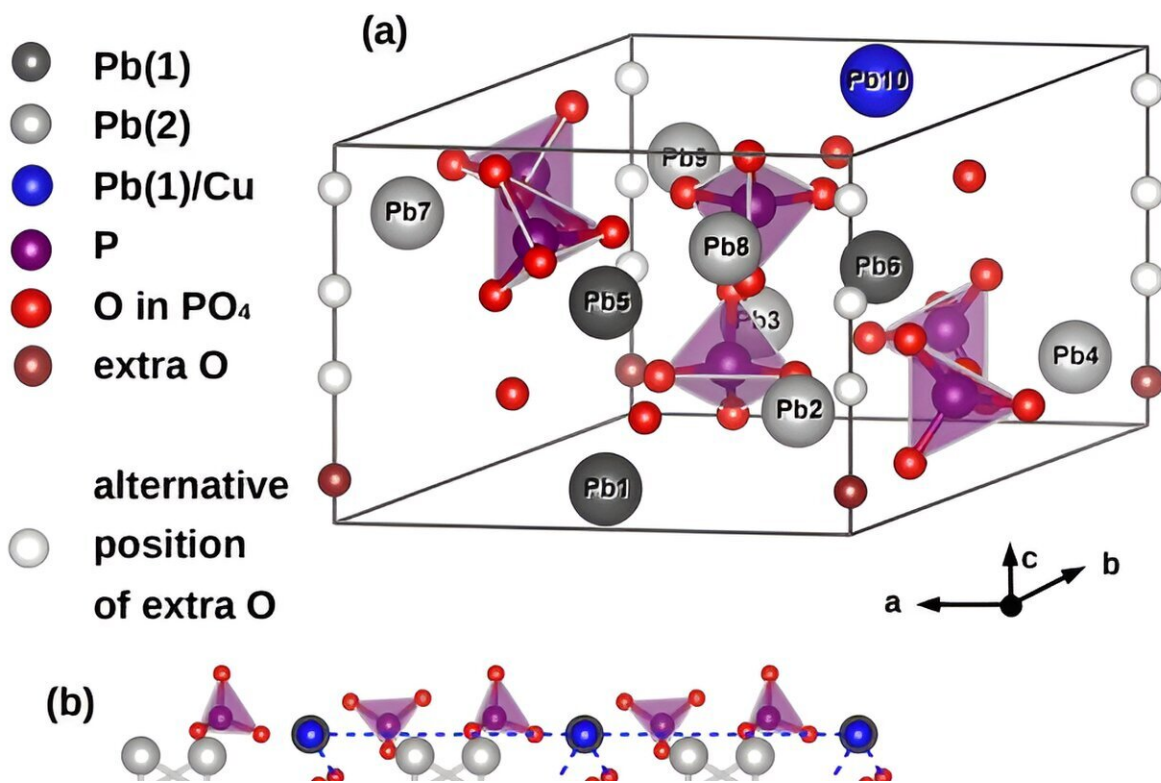 (a)
Pb(1)
Pb(2)
Pb(1)/Cu
P
O in PO₄
extra O
alternative
position
of extra O
Pb10
Pb9
Pb7
Pb8
Pb6
Pb5
Pb3
Pb4
Pb2
Pb1
c
b
a
(b)